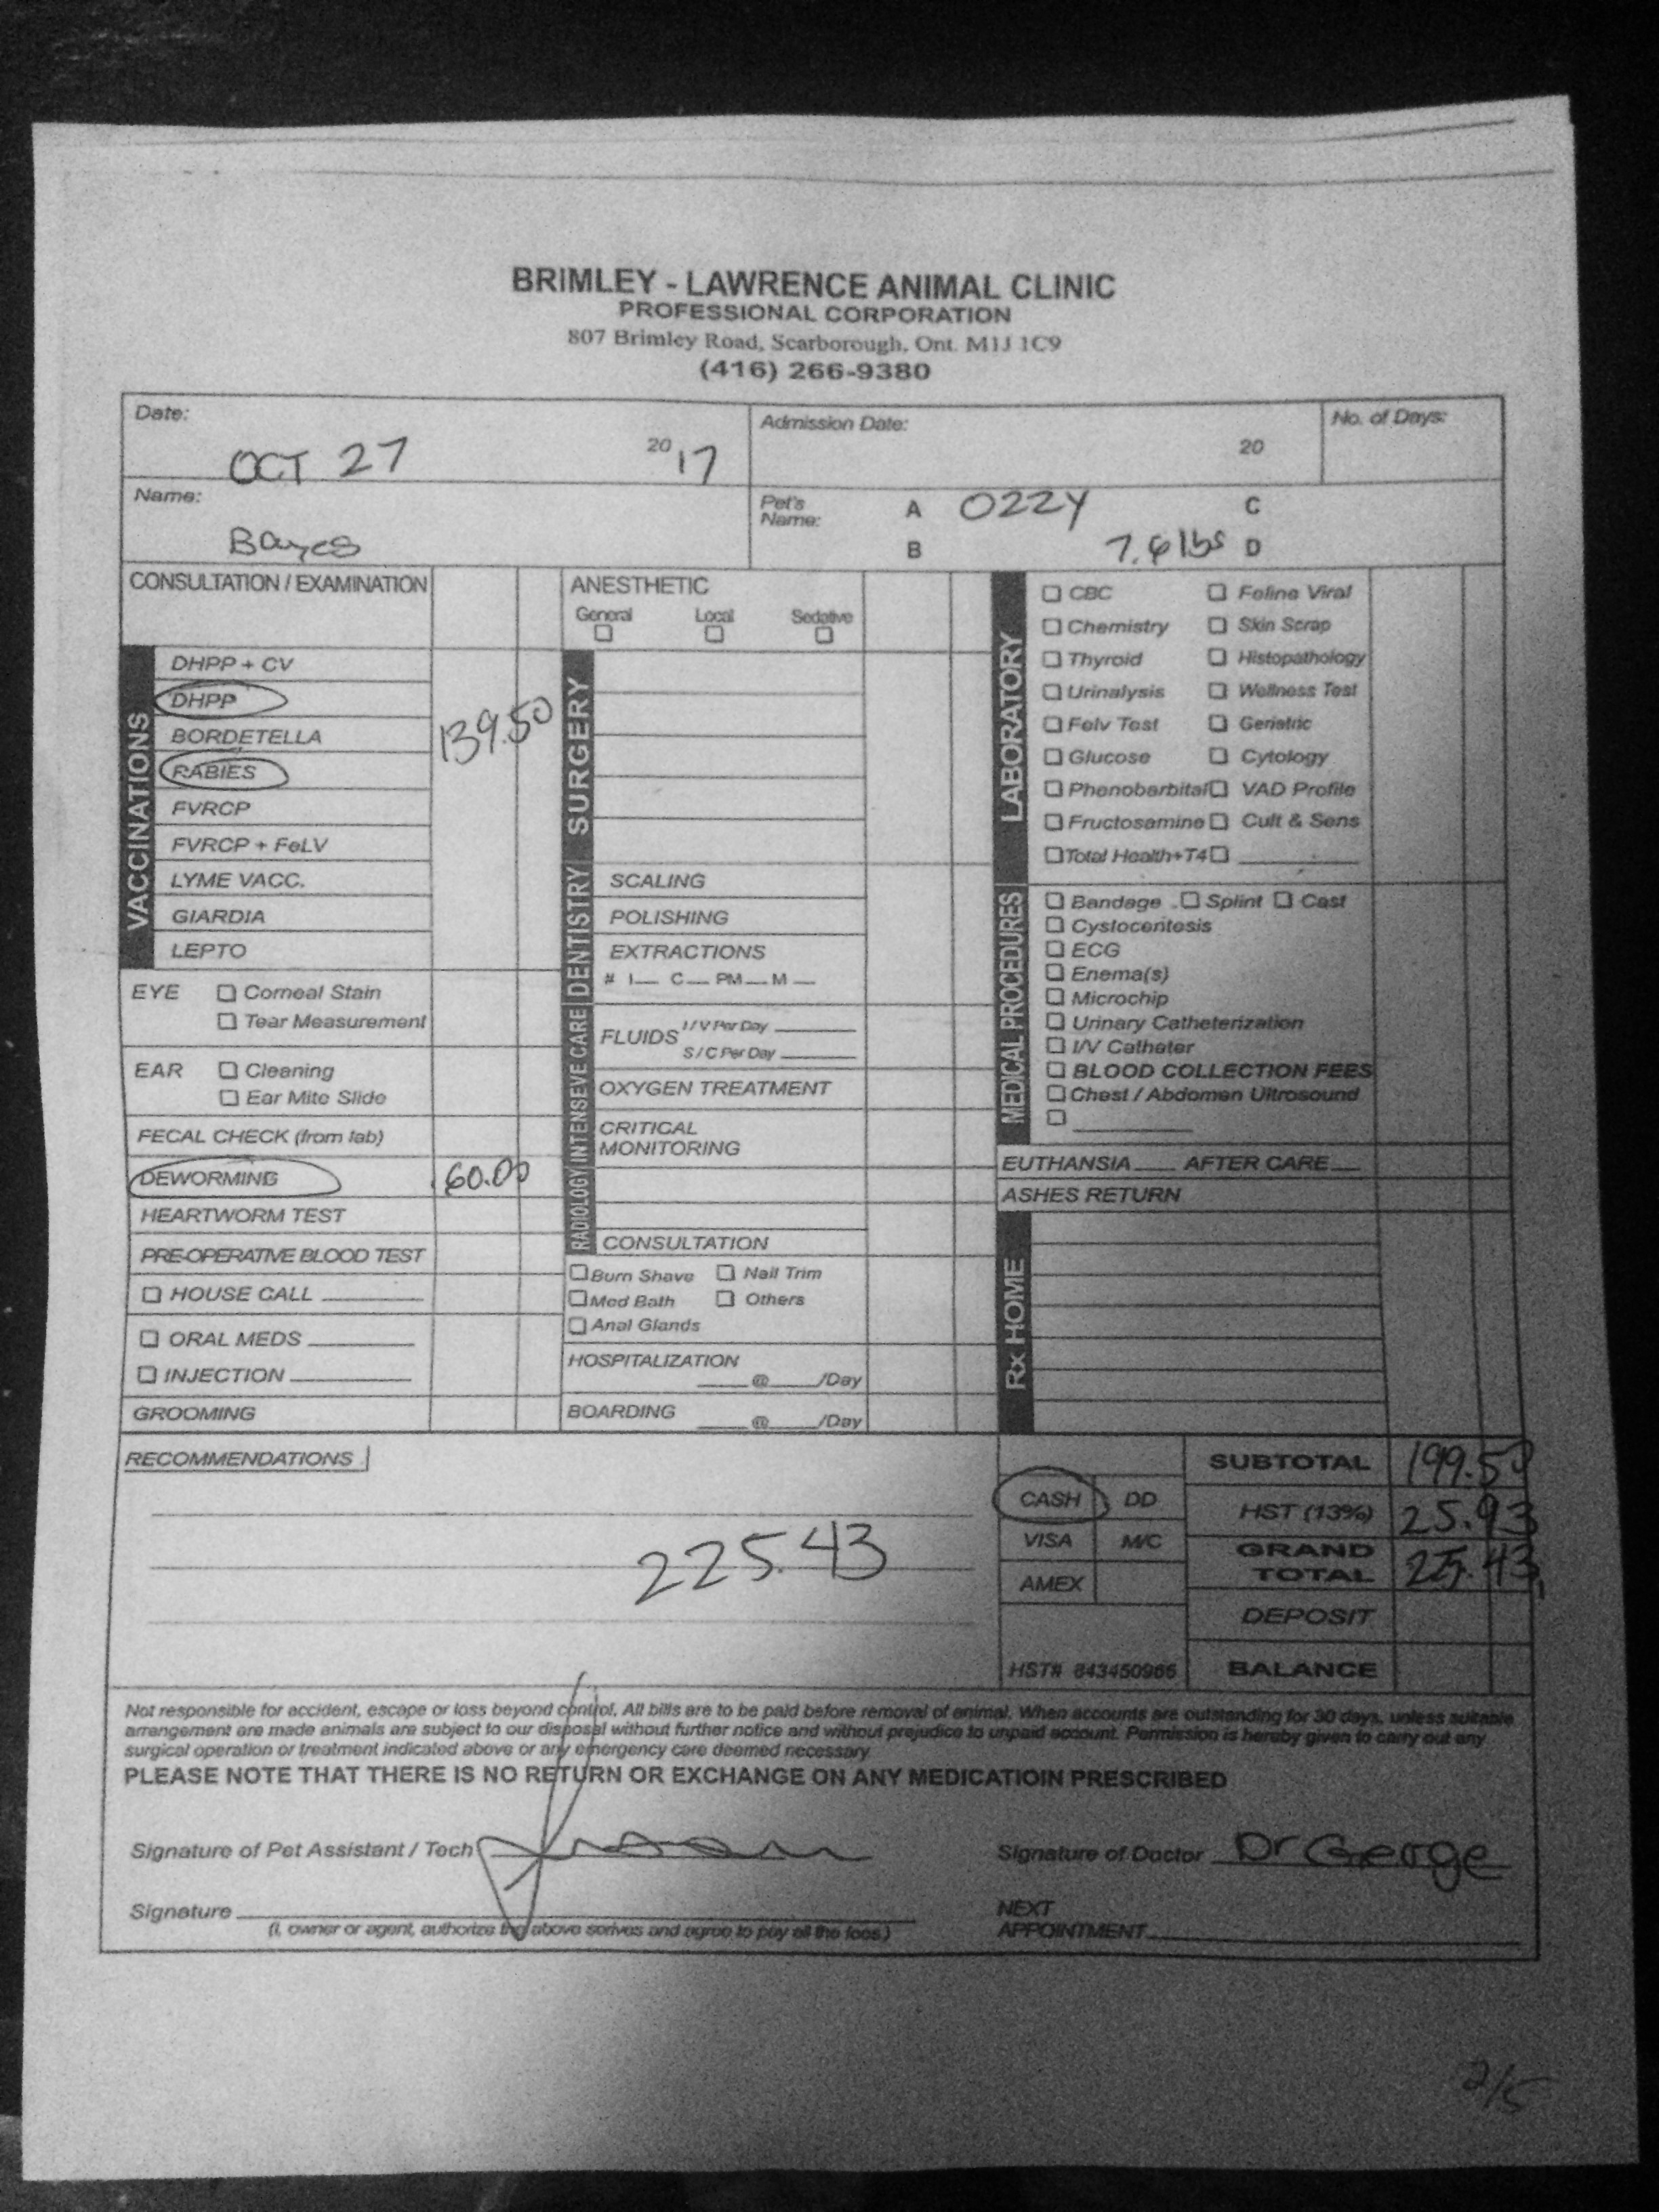 BRIMLEY - LAWRENCE ANIMAL CLINIC
PROFESSIONAL CORPORATION
807 Brimley Road, Scarborough, Ont. M1J 1C9
(416) 266-9380
Date: OCT 27 20 17
Admission Date: 20
No. of Days:
Name: Bayes
Pet's Name: A OZZY C
B 7.6 lbs D
CONSULTATION / EXAMINATION
VACCINATIONS
DHPP + CV
DHPP
BORDETELLA
139.50
RABIES
FVRCP
FVRCP + FeLV
LYME VACC.
GIARDIA
LEPTO
EYE Corneal Stain
Tear Measurement
EAR Cleaning
Ear Mite Slide
FECAL CHECK (from lab)
DEWORMING 60.00
HEARTWORM TEST
PRE-OPERATIVE BLOOD TEST
HOUSE CALL
ORAL MEDS
INJECTION
GROOMING
ANESTHETIC
General Local Sedative
SURGERY
DENTISTRY
SCALING
POLISHING
EXTRACTIONS
# I C PM M
RADIOLOGY INTENSEVE CARE
FLUIDS I / V Per Day
S / C Per Day
OXYGEN TREATMENT
CRITICAL
MONITORING
CONSULTATION
Burn Shave Nail Trim
Med Bath Others
Anal Glands
HOSPITALIZATION
@ /Day
BOARDING @ /Day
LABORATORY
CBC Feline Viral
Chemistry Skin Scrap
Thyroid Histopathology
Urinalysis Wellness Test
Felv Test Geriatric
Glucose Cytology
Phenobarbital VAD Profile
Fructosamine Cult & Sens
Total Health+T4
MEDICAL PROCEDURES
Bandage Splint Cast
Cystocentesis
ECG
Enema(s)
Microchip
Urinary Catheterization
I/V Catheter
BLOOD COLLECTION FEES
Chest / Abdomen Ultrosound
EUTHANSIA AFTER CARE
ASHES RETURN
Rx HOME
RECOMMENDATIONS
225.43
CASH DD
VISA M/C
AMEX
HST# 843450966
SUBTOTAL 199.50
HST (13%) 25.93
GRAND TOTAL 225.43
DEPOSIT
BALANCE
Not responsible for accident, escape or loss beyond control. All bills are to be paid before removal of animal. When accounts are outstanding for 30 days, unless suitable
arrangement are made animals are subject to our disposal without further notice and without prejudice to unpaid account. Permission is hereby given to carry out any
surgical operation or treatment indicated above or any emergency care deemed necessary
PLEASE NOTE THAT THERE IS NO RETURN OR EXCHANGE ON ANY MEDICATIOIN PRESCRIBED
Signature of Pet Assistant / Tech
Signature of Doctor Dr George
Signature
(I, owner or agent, authorize the above serives and agree to pay all the fees)
NEXT
APPOINTMENT
2/5